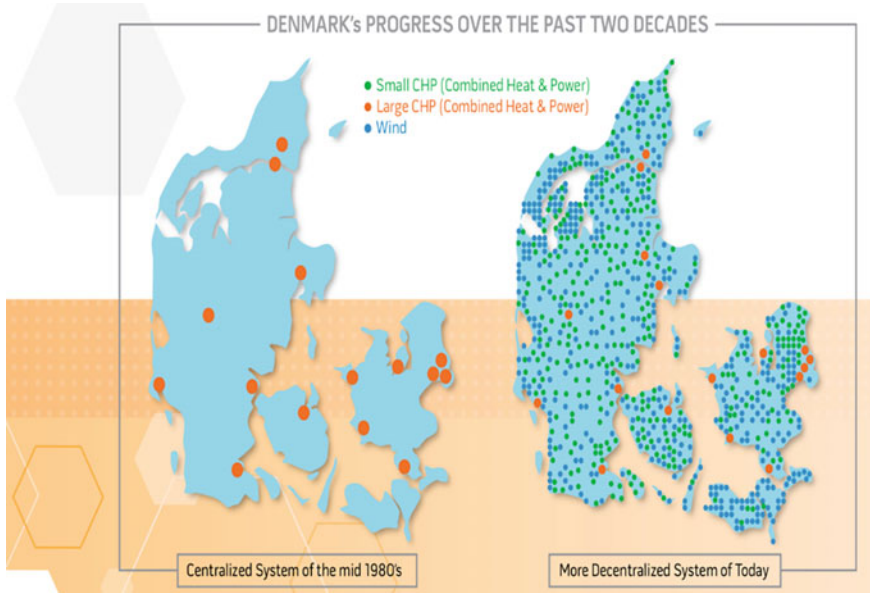 DENMARK's PROGRESS OVER THE PAST TWO DECADES
Small CHP (Combined Heat & Power)
Large CHP (Combined Heat & Power)
Wind
Centralized System of the mid 1980's
More Decentralized System of Today